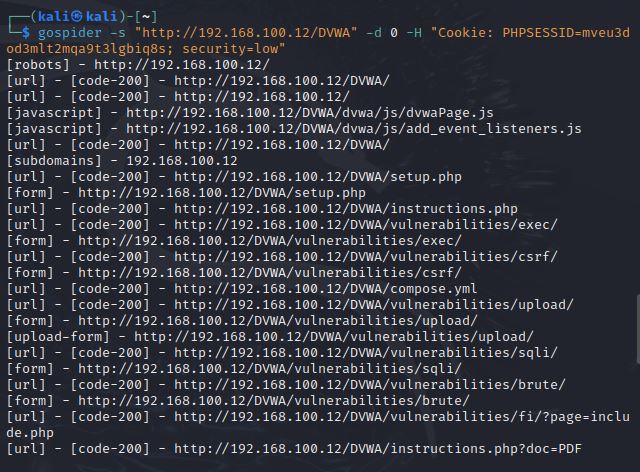 ┌──(kali㉿kali)-[~]
└─$ gospider -s "http://192.168.100.12/DVWA" -d 0 -H "Cookie: PHPSESSID=mveu3d
od3mlt2mqa9t3lgbiq8s; security=low"
[robots] - http://192.168.100.12/
[url] - [code-200] - http://192.168.100.12/DVWA/
[url] - [code-200] - http://192.168.100.12/
[javascript] - http://192.168.100.12/DVWA/dvwa/js/dvwaPage.js
[javascript] - http://192.168.100.12/DVWA/dvwa/js/add_event_listeners.js
[url] - [code-200] - http://192.168.100.12/DVWA/
[subdomains] - 192.168.100.12
[url] - [code-200] - http://192.168.100.12/DVWA/setup.php
[form] - http://192.168.100.12/DVWA/setup.php
[url] - [code-200] - http://192.168.100.12/DVWA/instructions.php
[url] - [code-200] - http://192.168.100.12/DVWA/vulnerabilities/exec/
[form] - http://192.168.100.12/DVWA/vulnerabilities/exec/
[url] - [code-200] - http://192.168.100.12/DVWA/vulnerabilities/csrf/
[form] - http://192.168.100.12/DVWA/vulnerabilities/csrf/
[url] - [code-200] - http://192.168.100.12/DVWA/compose.yml
[url] - [code-200] - http://192.168.100.12/DVWA/vulnerabilities/upload/
[form] - http://192.168.100.12/DVWA/vulnerabilities/upload/
[upload-form] - http://192.168.100.12/DVWA/vulnerabilities/upload/
[url] - [code-200] - http://192.168.100.12/DVWA/vulnerabilities/sqli/
[form] - http://192.168.100.12/DVWA/vulnerabilities/sqli/
[url] - [code-200] - http://192.168.100.12/DVWA/vulnerabilities/brute/
[form] - http://192.168.100.12/DVWA/vulnerabilities/brute/
[url] - [code-200] - http://192.168.100.12/DVWA/vulnerabilities/fi/?page=inclu
de.php
[url] - [code-200] - http://192.168.100.12/DVWA/instructions.php?doc=PDF